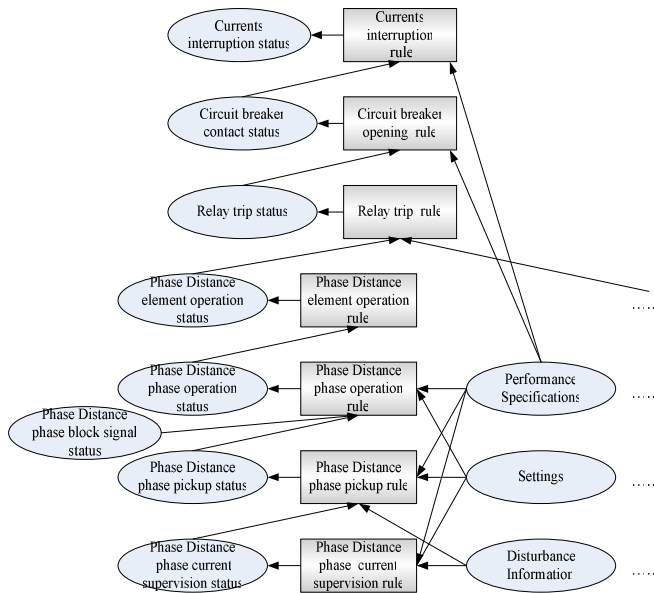 Currents
interruption status
Currents
interruption
rule
Circuit breaker
contact status
Circuit breaker
opening rule
Relay trip status
Relay trip rule
Phase Distance
element operation
status
Phase Distance
element operation
rule
......
Phase Distance
phase operation
status
Phase Distance
phase operation
rule
Performance
Specifications
......
Phase Distance
phase block signal
status
Phase Distance
phase pickup status
Phase Distance
phase pickup rule
Settings
......
Phase Distance
phase current
supervision status
Phase Distance
phase current
supervision rule
Disturbance
Information
......